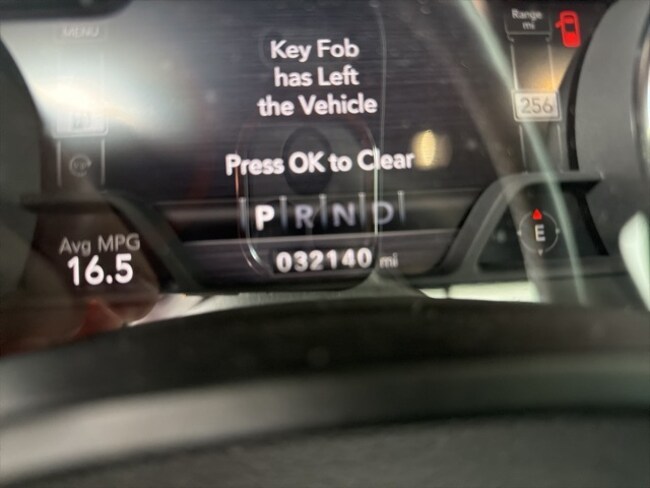 MENU
Range
mi
Key Fob
has Left
the Vehicle
256
Press OK to Clear
P R N D
E
Avg MPG
16.5
032140 mi